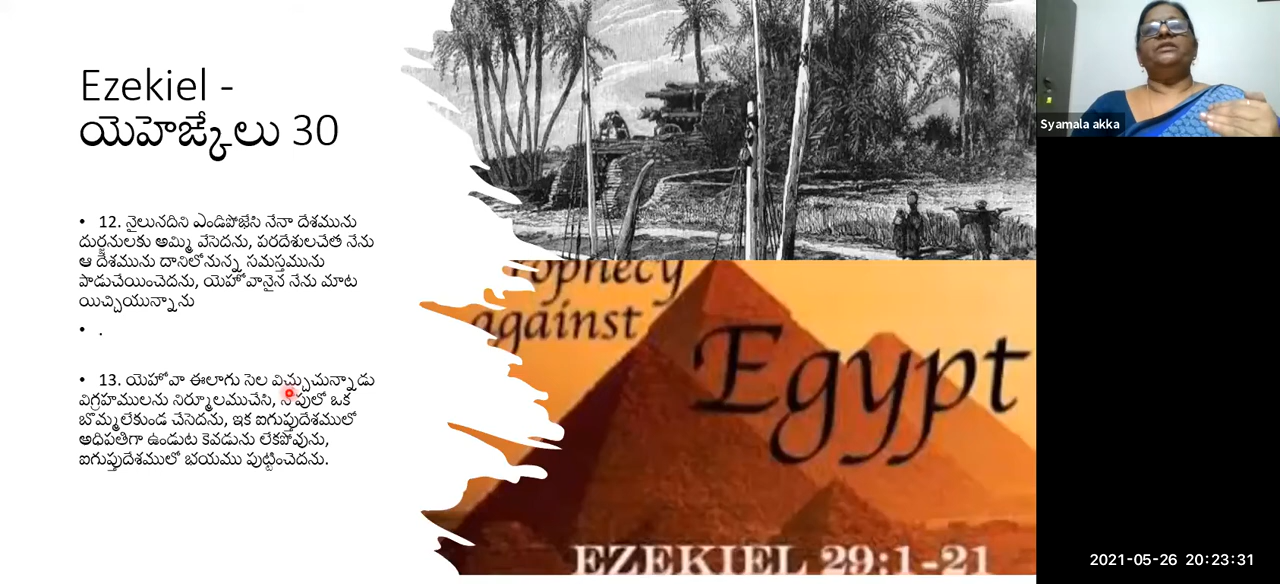 Ezekiel -
యెహెజ్కేలు 30
• 12. నైలునదిని ఎండిపోజేసి నేనా దేశమును
దుర్జనులకు అమ్మి వేసెదను, పరదేశులచేత నేను
ఆ దేశమును దానిలోనున్న సమస్తమును
పాడుచేయించెదను, యెహోవానైన నేను మాట
యిచ్చియున్నాను
• .
• 13. యెహోవా ఈలాగు సెల విచ్చుచున్నాడు
విగ్రహములను నిర్మూలముచేసి, ఒక
బొమ్మలేకుండ చేసెదను, ఇక ఐగుప్తుదేశములో
అధిపతిగా ఉండుట కెవడును లేకపోవును,
ఐగుప్తుదేశములో భయము పుట్టించెదను.
rophecy
against
Egypt
EZEKIEL 29:1-21
Syamala akka
2021-05-26 20:23:31